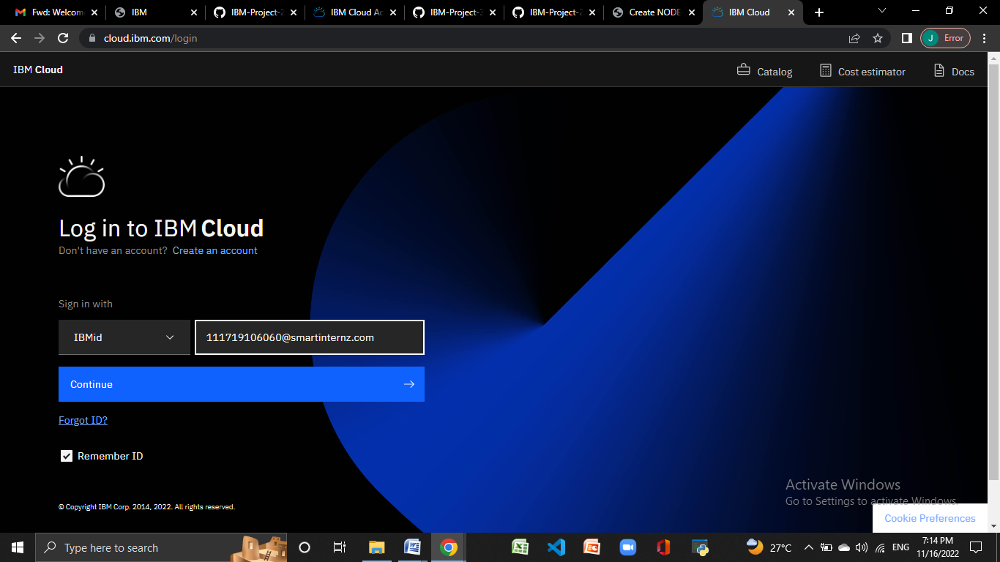 Fwd: Welcom
IBM
IBM-Project-2
IBM Cloud Ac
IBM-Project-3
IBM-Project-2
Create NODE
IBM Cloud
cloud.ibm.com/login
J
Error
IBM Cloud
Catalog
Cost estimator
Docs
Log in to IBM Cloud
Don't have an account? Create an account
Sign in with
IBMid
111719106060@smartinternz.com
Continue
Forgot ID?
Remember ID
© Copyright IBM Corp. 2014, 2022. All rights reserved.
Activate Windows
Go to Settings to activate Windows.
Cookie Preferences
Type here to search
27°C
ENG
7:14 PM
11/16/2022